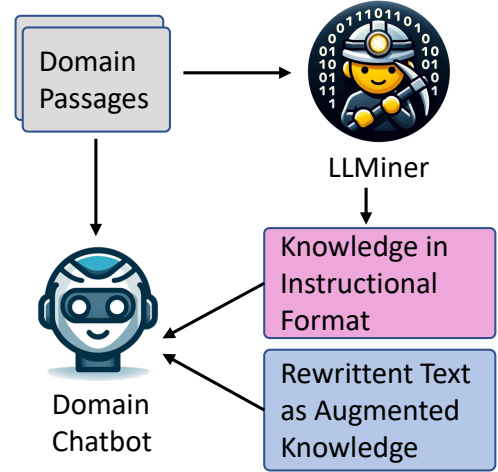 Domain
Passages
LLMiner
Knowledge in
Instructional
Format
Rewrittent Text
as Augmented
Knowledge
Domain
Chatbot